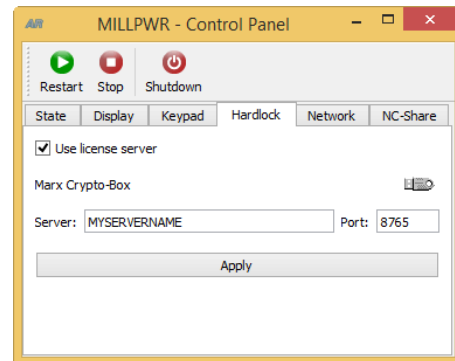 AR MILLPWR - Control Panel
Restart Stop Shutdown
State Display Keypad Hardlock Network NC-Share
Use license server
Marx Crypto-Box
Server: MYSERVERNAME Port: 8765
Apply